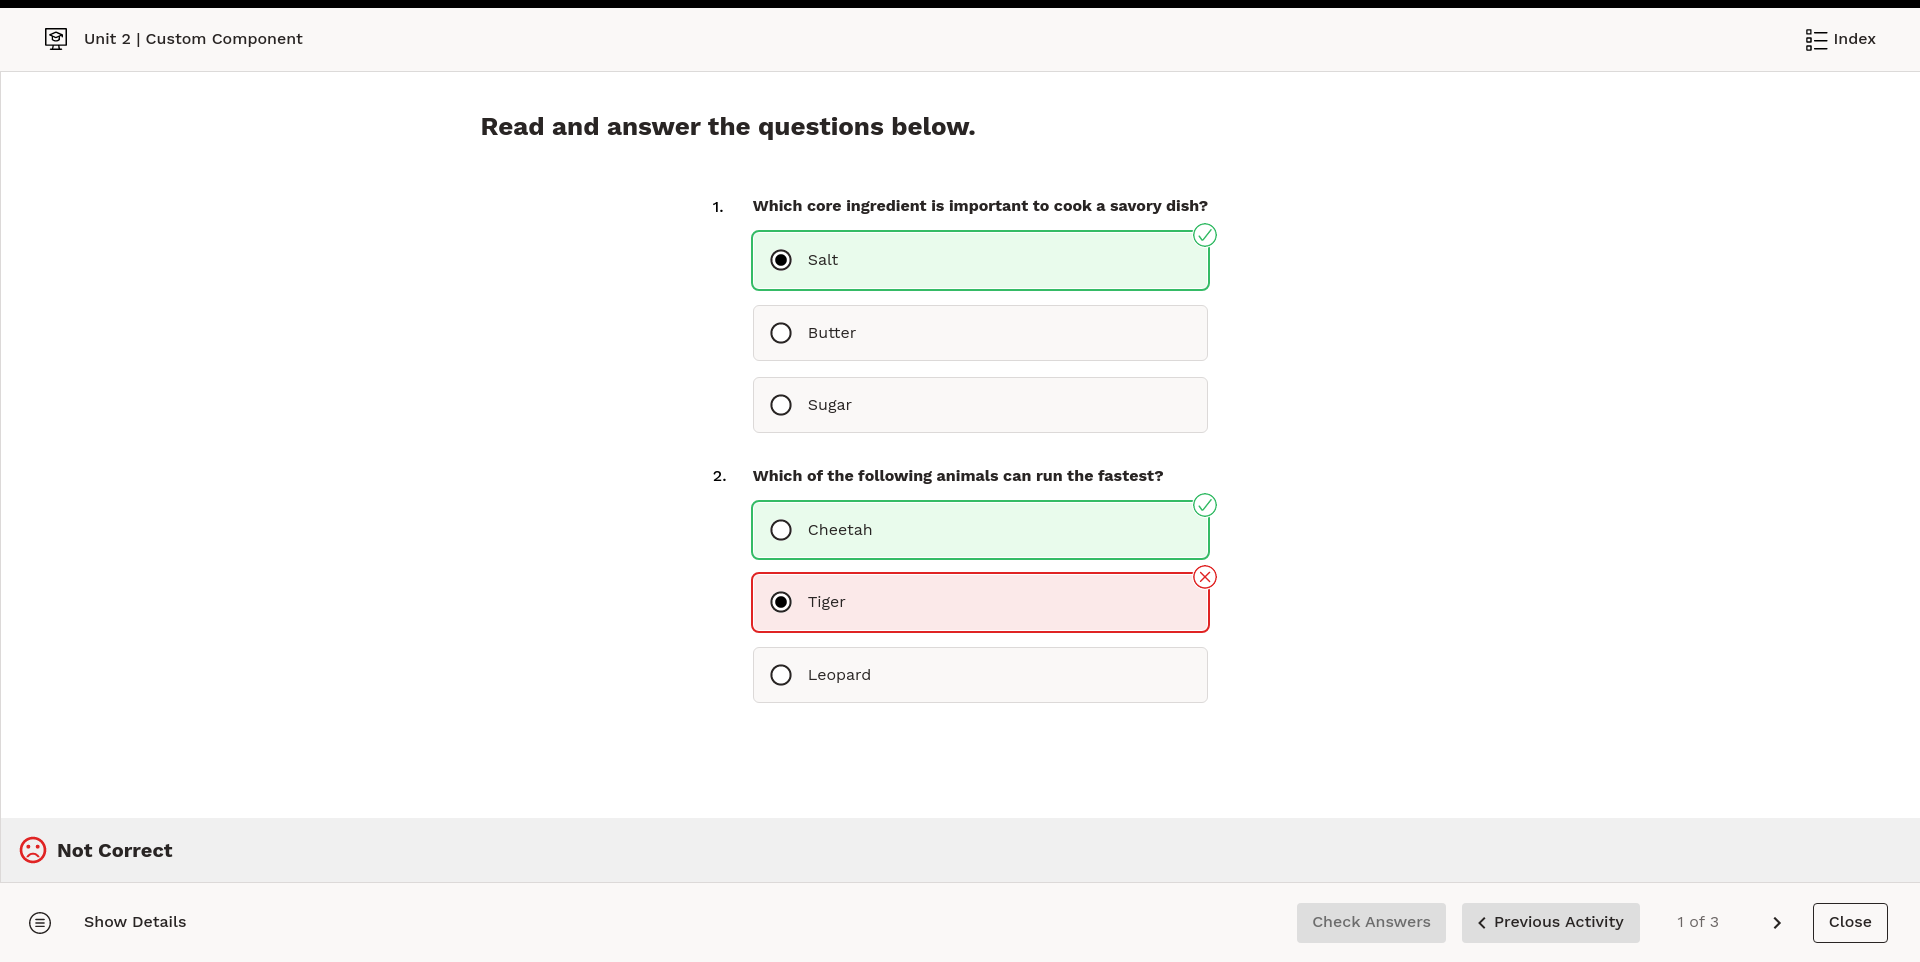 Unit 2 | Custom Component
Index
Read and answer the questions below.
1. Which core ingredient is important to cook a savory dish?
Salt
Butter
Sugar
2. Which of the following animals can run the fastest?
Cheetah
Tiger
Leopard
Not Correct
Show Details
Check Answers
Previous Activity
1 of 3
Close